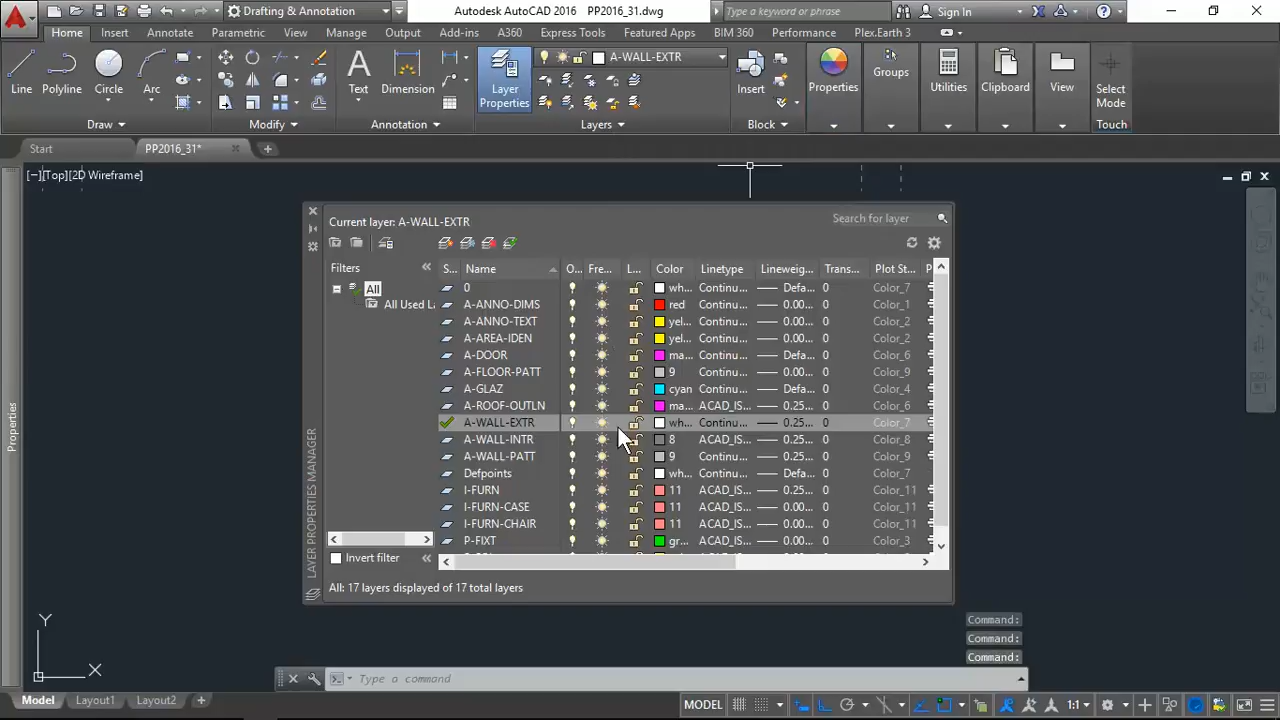 Drafting & Annotation
Autodesk AutoCAD 2016 PP2016_31.dwg
Type a keyword or phrase
Sign In
Home Insert Annotate Parametric View Manage Output Add-ins A360 Express Tools Featured Apps BIM 360 Performance Plex.Earth 3
Line Polyline Circle Arc
Draw
Modify
Text Dimension
Annotation
Layer Properties
A-WALL-EXTR
Layers
Insert
Block
Properties
Groups
Utilities
Clipboard
View
Select Mode
Touch
Start PP2016_31*
[−][Top][2D Wireframe]
Current layer: A-WALL-EXTR
Search for layer
Filters
All
All Used La
Invert filter
S... Name O... Fre... L... Color Linetype Lineweig... Trans... Plot St... P
0 wh... Continu... Defa... 0 Color_7
A-ANNO-DIMS red Continu... 0.00... 0 Color_1
A-ANNO-TEXT yel... Continu... 0.00... 0 Color_2
A-AREA-IDEN yel... Continu... 0.00... 0 Color_2
A-DOOR ma... Continu... Defa... 0 Color_6
A-FLOOR-PATT 9 Continu... 0.00... 0 Color_9
A-GLAZ cyan Continu... Defa... 0 Color_4
A-ROOF-OUTLN ma... ACAD_IS... 0.25... 0 Color_6
A-WALL-EXTR wh... Continu... 0.25... 0 Color_7
A-WALL-INTR 8 ACAD_IS... 0.25... 0 Color_8
A-WALL-PATT 9 Continu... 0.00... 0 Color_9
Defpoints wh... Continu... Defa... 0 Color_7
I-FURN 11 ACAD_IS... 0.25... 0 Color_11
I-FURN-CASE 11 ACAD_IS... 0.00... 0 Color_11
I-FURN-CHAIR 11 ACAD_IS... 0.00... 0 Color_11
P-FIXT gr... Continu... 0.00... 0 Color_3
All: 17 layers displayed of 17 total layers
LAYER PROPERTIES MANAGER
Properties
Y
X
Command:
Command:
Command:
Type a command
Model Layout1 Layout2
MODEL
1:1